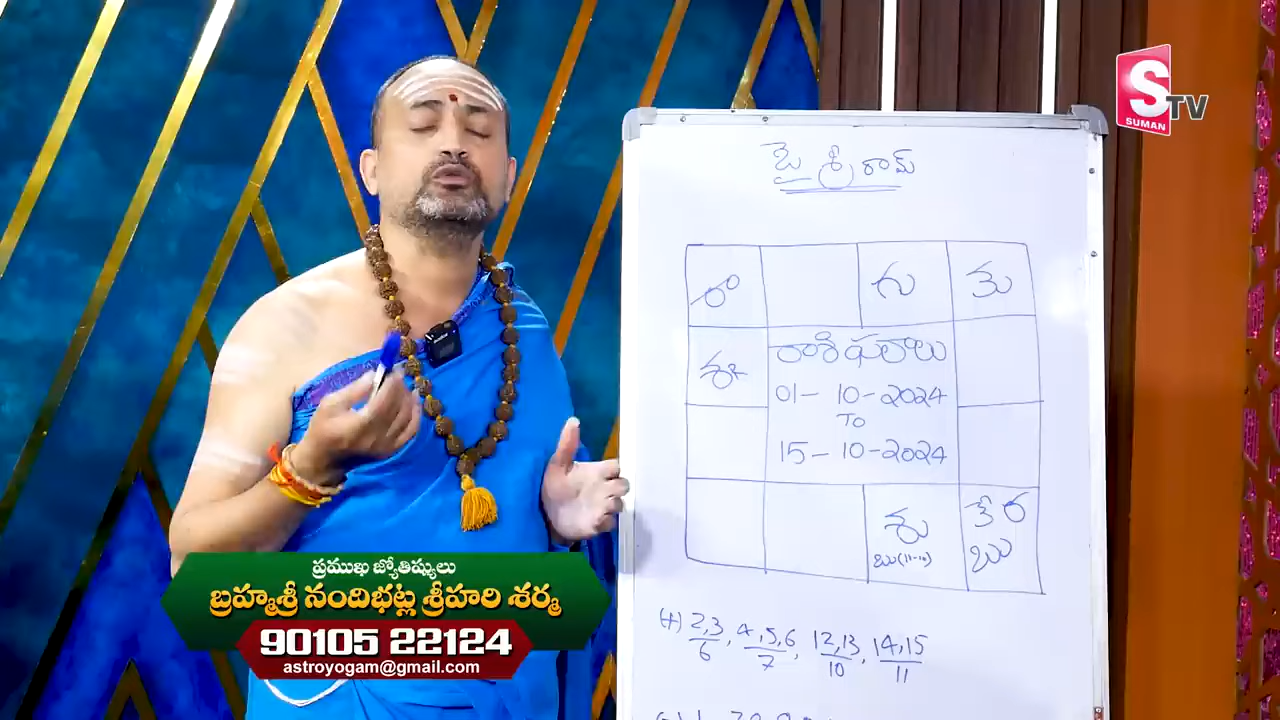 S
TV
SUMAN
జై శ్రీ రామ్
రా
గు
కు
రాశి ఫలాలు
శ
01 - 10 - 2024
TO
15 - 10 - 2024
శు
బు(11-10)
కే ర
బు
(+) 2,3/6, 4,5,6/7, 12,13/10, 14,15/11
ప్రముఖ జ్యోతిష్యులు
బ్రహ్మశ్రీ నందిభట్ల శ్రీహరి శర్మ
90105 22124
astroyogam@gmail.com